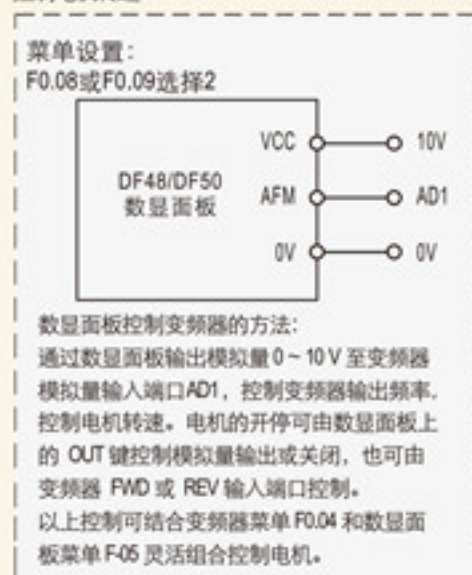 菜单设置：
F0.08或F0.09选择2
VCC 10V
DF48/DF50
数显面板
AFM AD1
0V 0V
数显面板控制变频器的方法：
通过数显面板输出模拟量0～10V至变频器
模拟量输入端口AD1，控制变频器输出频率.
控制电机转速。电机的开停可由数显面板上
的 OUT键控制模拟量输出或关闭，也可由
变频器 FWD 或 REV输入端口控制。
以上控制可结合变频器菜单F0.04和数显面
板菜单F-05灵活组合控制电机。